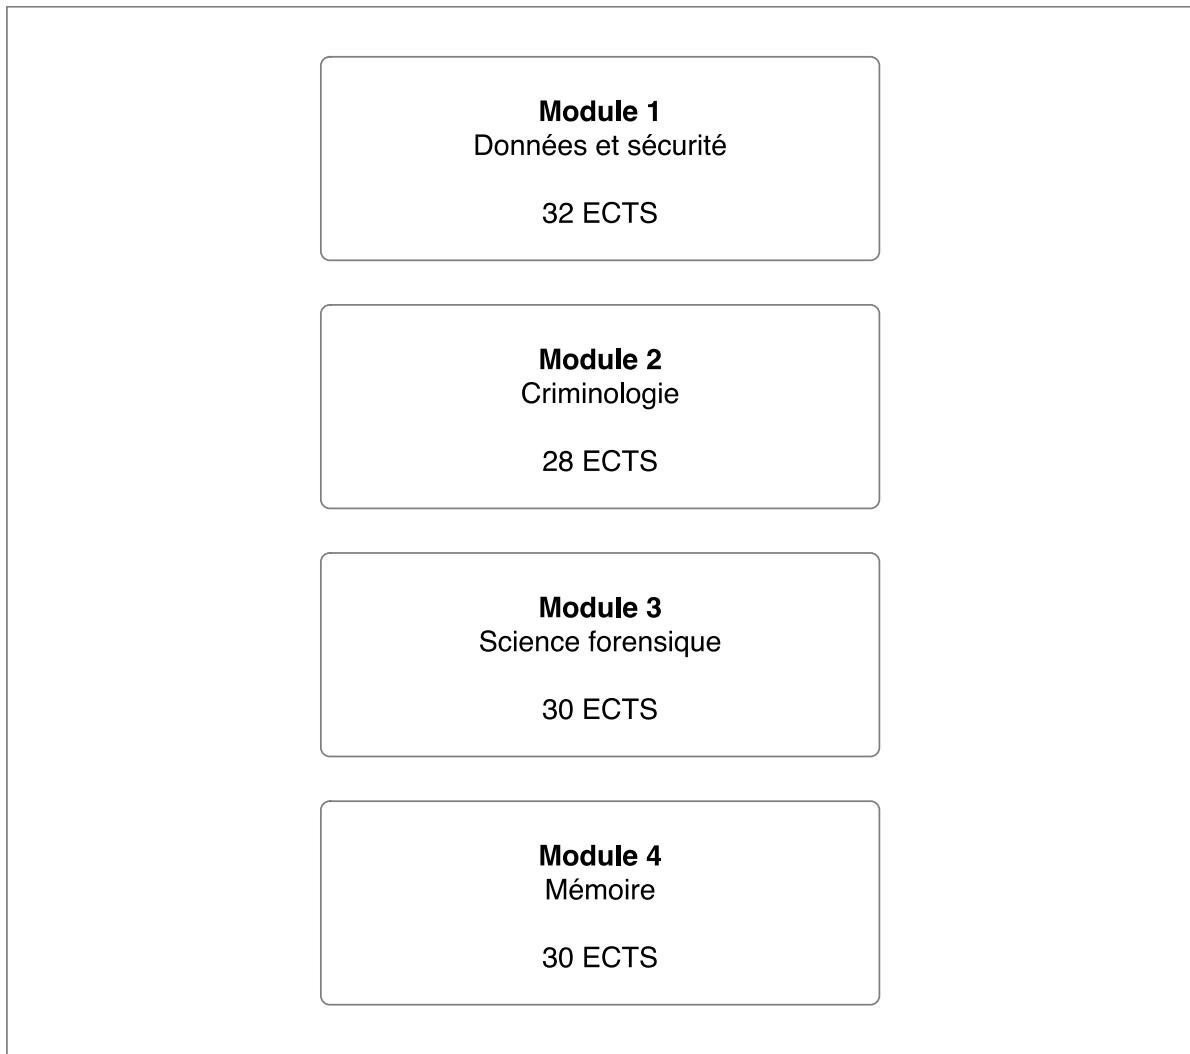 Module 1
Données et sécurité
32 ECTS
Module 2
Criminologie
28 ECTS
Module 3
Science forensique
30 ECTS
Module 4
Mémoire
30 ECTS